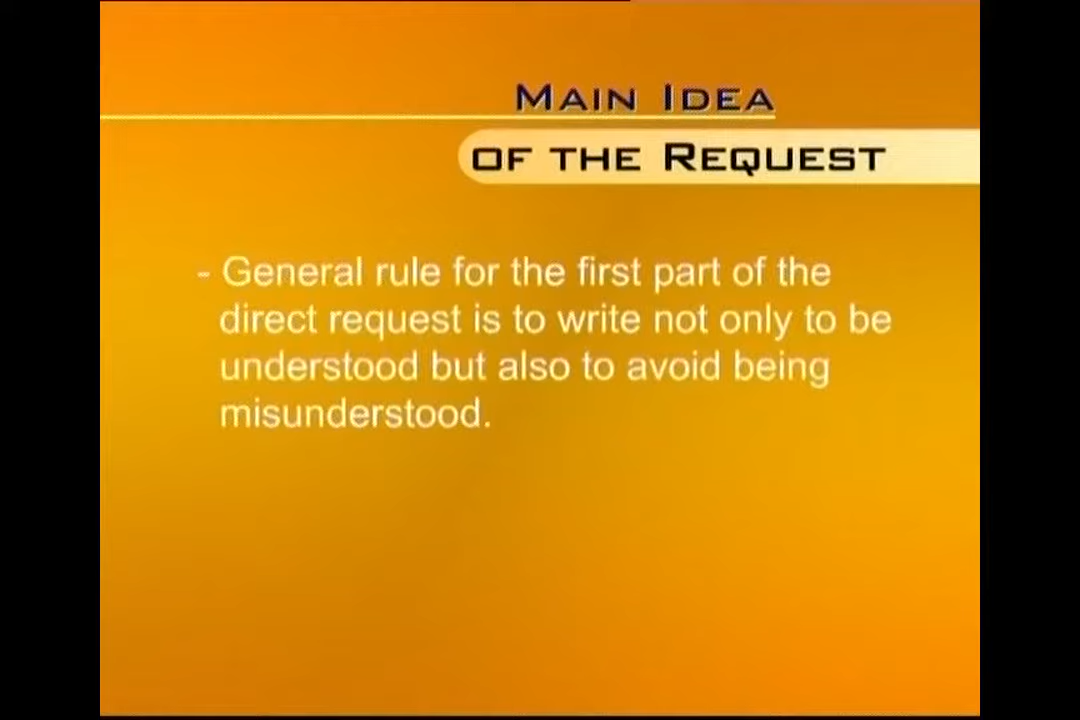 Main Idea
of the Request
- General rule for the first part of the
direct request is to write not only to be
understood but also to avoid being
misunderstood.